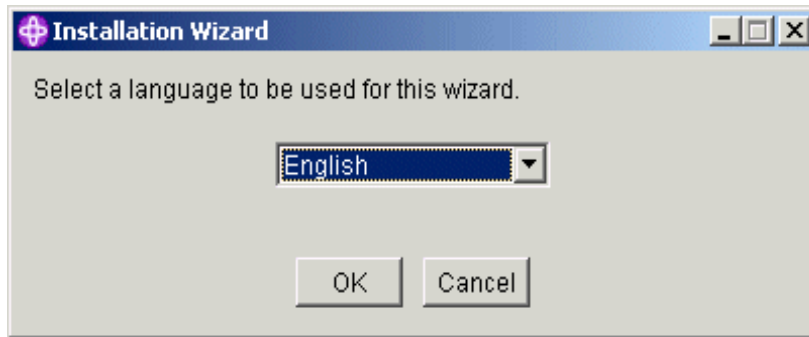 Installation Wizard
Select a language to be used for this wizard.
English
OK Cancel